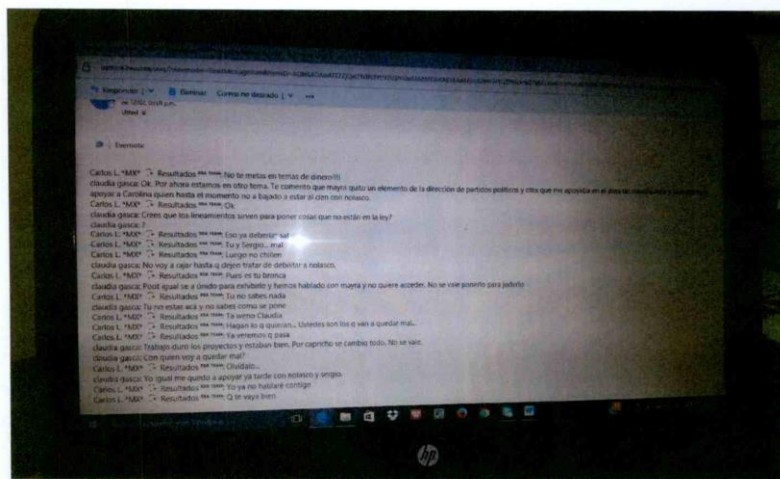 Responder
Eliminar Correo no deseado
Evernote
Carlos L. *MX* Resultados No te metas en temas de dinero!!!
claudia gasca: Ok. Por ahora estamos en otro tema. Te comento que mayra quito un elemento de la dirección de partidos políticos y otra que me apoyaba en el área de
apoyar a Carolina quien hasta el momento no a bajado a estar al cien con nolasco.
Carlos L. *MX* Resultados Ok
claudia gasca: Crees que los lineamientos sirven para poner cosas que no están en la ley?
claudia gasca: ?
Carlos L. *MX* Resultados Eso ya deberías
Carlos L. *MX* Resultados Tu y Sergio... mal
Carlos L. *MX* Resultados Luego no chillen
claudia gasca: No voy a rajar hasta q dejen tratar de debilitar a nolasco.
Carlos L. *MX* Resultados Pues es tu bronca
claudia gasca: Poot igual se a únido para exhibirlo y hemos hablado con mayra y no quiere acceder. No se vale ponerlo para joderlo
Carlos L. *MX* Resultados Tu no sabes nada
claudia gasca: Tu no estas acá y no sabes como se pone
Carlos L. *MX* Resultados Ta weno Claudia
Carlos L. *MX* Resultados Hagan lo q quieran... Ustedes son los q van a quedar mal...
Carlos L. *MX* Resultados Ya veremos q pasa
claudia gasca: Trabajo duro los proyectos y estaban bien. Por capricho se cambio todo. No se vale.
claudia gasca: Con quien voy a quedar mal?
Carlos L. *MX* Resultados Olvidalo...
claudia gasca: Yo igual me quedo a apoyar ya tarde con nolasco y sergio.
Carlos L. *MX* Resultados Yo ya no hablaré contigo
Carlos L. *MX* Resultados Q te vaya bien
hp